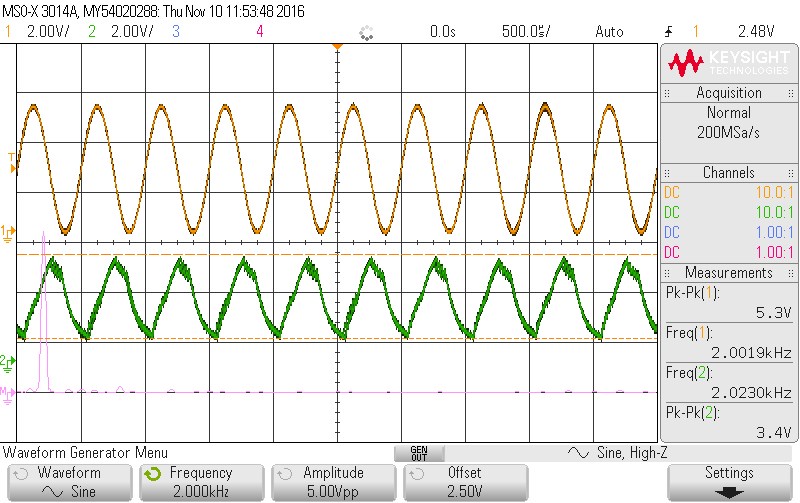 MSO-X 3014A, MY54020288: Thu Nov 10 11:53:48 2016
1 2.00V/ 2 2.00V/ 3 4 0.0s 500.0us/ Auto 1 2.48V
KEYSIGHT
TECHNOLOGIES
Acquisition
Normal
200MSa/s
Channels
DC 10.0:1
DC 10.0:1
DC 1.00:1
DC 1.00:1
Measurements
Pk-Pk(1):
5.3V
Freq(1):
2.0019kHz
Freq(2):
2.0230kHz
Pk-Pk(2):
3.4V
T
1
2
M
Waveform Generator Menu
GEN
OUT
Sine, High-Z
Waveform
Sine
Frequency
2.000kHz
Amplitude
5.00Vpp
Offset
2.50V
Settings